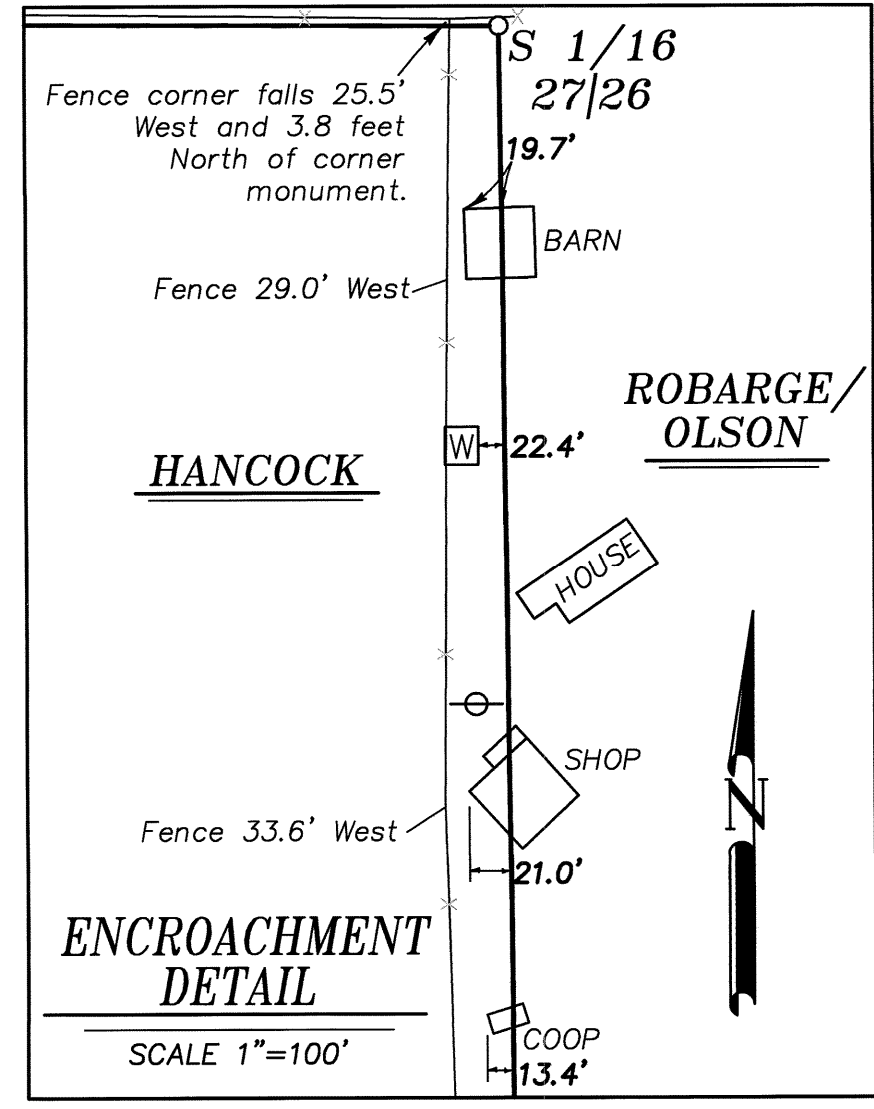 S 1/16
27|26
Fence corner falls 25.5'
West and 3.8 feet
North of corner
monument.
19.7'
BARN
Fence 29.0' West
ROBARGE/
OLSON
HANCOCK
W
22.4'
HOUSE
SHOP
N
Fence 33.6' West
21.0'
ENCROACHMENT
DETAIL
SCALE 1"=100'
COOP
13.4'